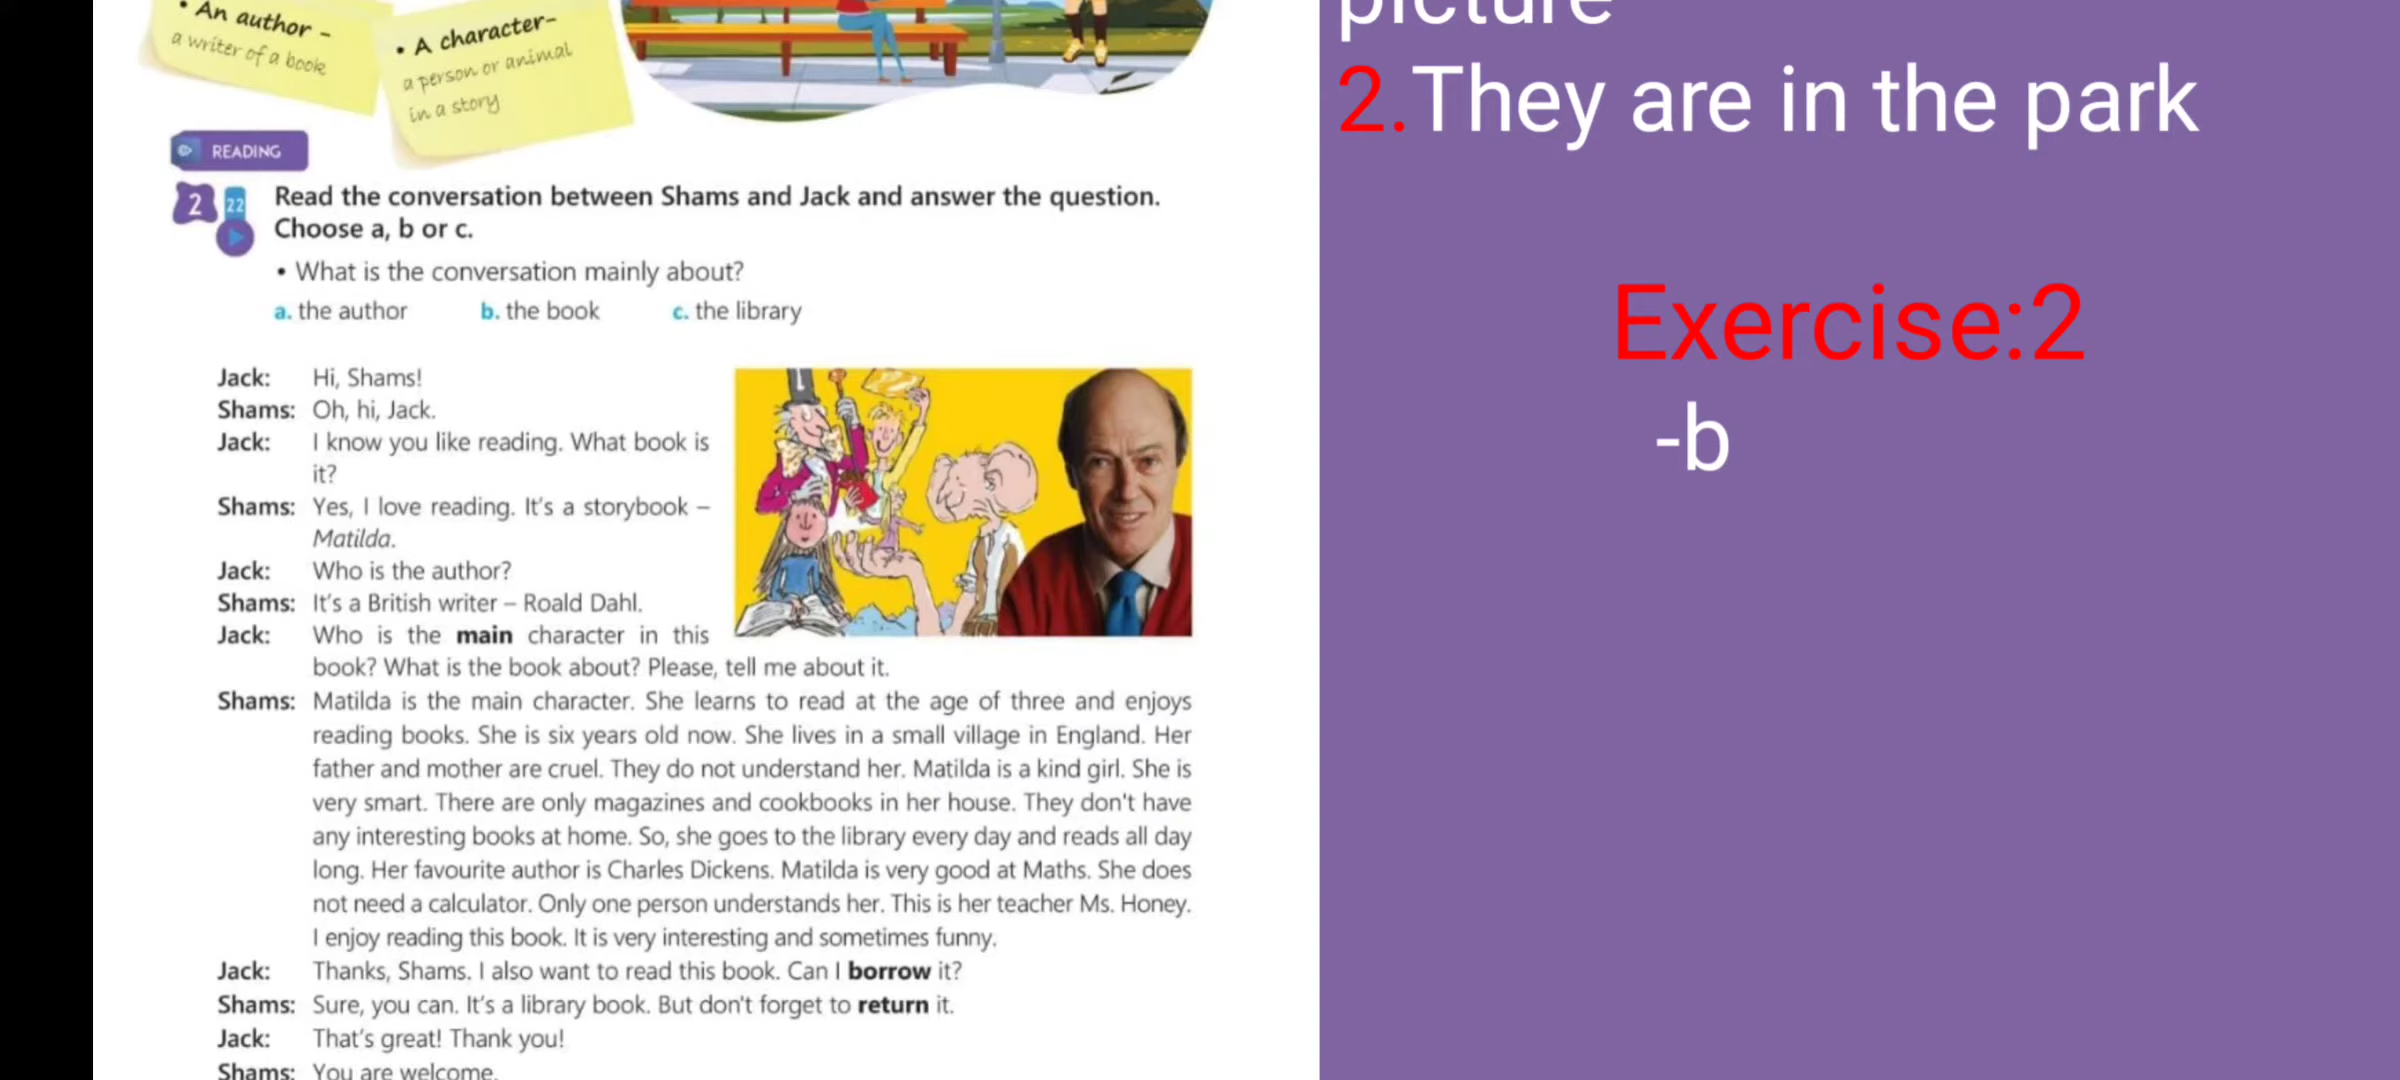 • An author –
a writer of a book
• A character–
a person or animal
in a story
READING
2 22 Read the conversation between Shams and Jack and answer the question.
Choose a, b or c.
• What is the conversation mainly about?
a. the author b. the book c. the library
Jack: Hi, Shams!
Shams: Oh, hi, Jack.
Jack: I know you like reading. What book is
it?
Shams: Yes, I love reading. It's a storybook –
Matilda.
Jack: Who is the author?
Shams: It's a British writer – Roald Dahl.
Jack: Who is the main character in this
book? What is the book about? Please, tell me about it.
Shams: Matilda is the main character. She learns to read at the age of three and enjoys
reading books. She is six years old now. She lives in a small village in England. Her
father and mother are cruel. They do not understand her. Matilda is a kind girl. She is
very smart. There are only magazines and cookbooks in her house. They don't have
any interesting books at home. So, she goes to the library every day and reads all day
long. Her favourite author is Charles Dickens. Matilda is very good at Maths. She does
not need a calculator. Only one person understands her. This is her teacher Ms. Honey.
I enjoy reading this book. It is very interesting and sometimes funny.
Jack: Thanks, Shams. I also want to read this book. Can I borrow it?
Shams: Sure, you can. It's a library book. But don't forget to return it.
Jack: That's great! Thank you!
Shams: You are welcome.
picture
2.They are in the park
Exercise:2
-b